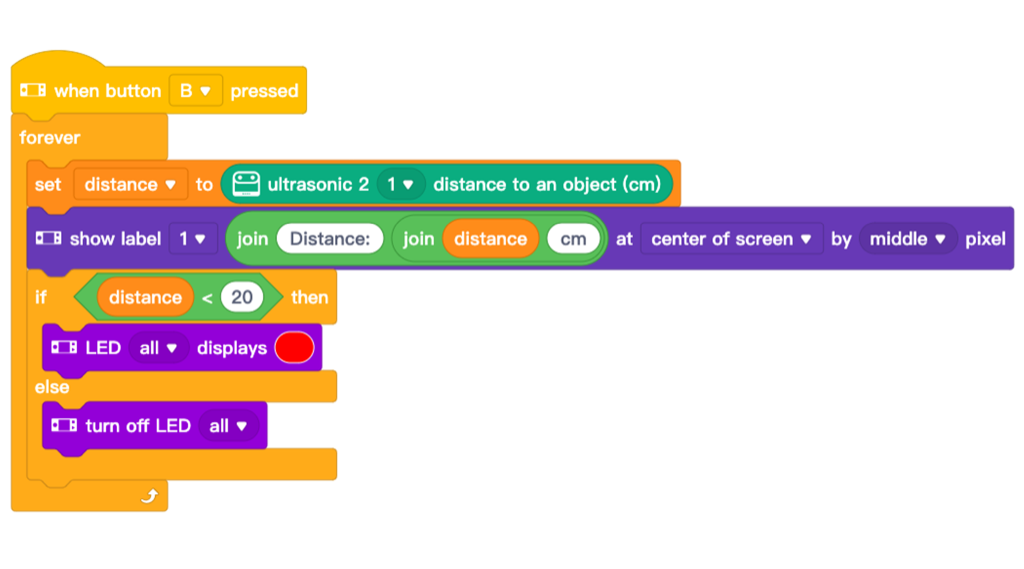 when button B pressed
forever
set distance to ultrasonic 2 1 distance to an object (cm)
show label 1 join Distance: join distance cm at center of screen by middle pixel
if distance < 20 then
LED all displays
else
turn off LED all